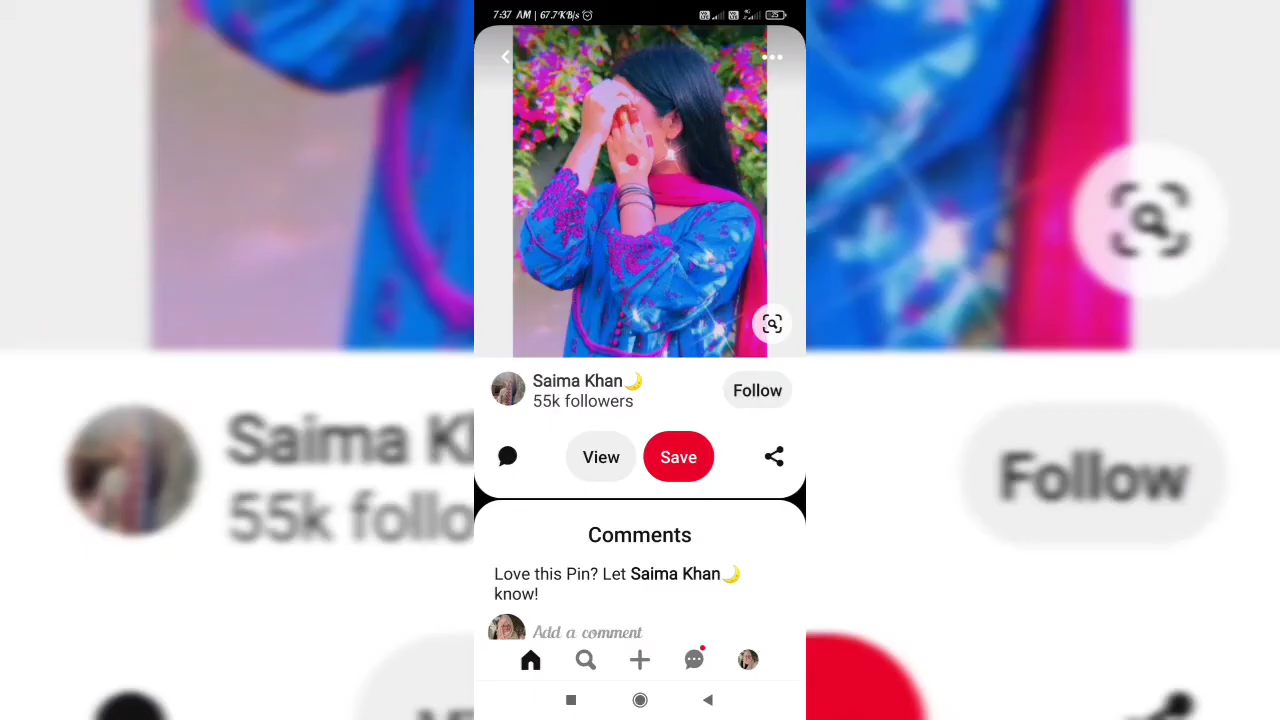 7:37 AM | 67.7KB/s
25
Saima Khan🌙
55k followers
Follow
View
Save
Comments
Love this Pin? Let Saima Khan🌙
know!
Add a comment
Saima K
55k follo
Follow